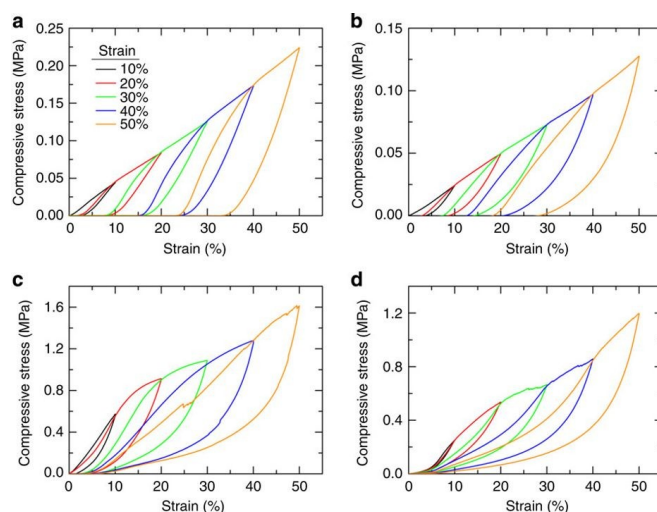 a
Compressive stress (MPa)
0.25
0.20
0.15
0.10
0.05
0.00
Strain
10%
20%
30%
40%
50%
0 10 20 30 40 50
Strain (%)
b
Compressive stress (MPa)
0.15
0.10
0.05
0.00
0 10 20 30 40 50
Strain (%)
c
Compressive stress (MPa)
1.6
1.2
0.8
0.4
0.0
0 10 20 30 40 50
Strain (%)
d
Compressive stress (MPa)
1.2
0.8
0.4
0.0
0 10 20 30 40 50
Strain (%)